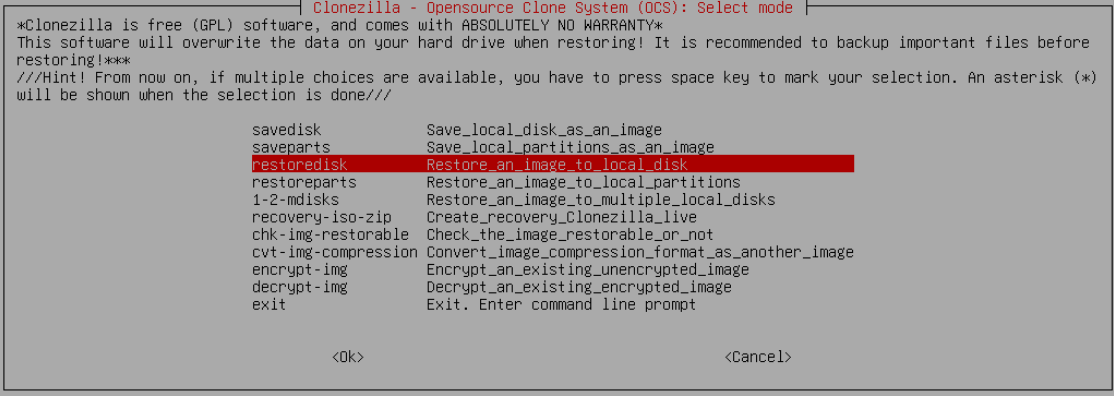 Clonezilla - Opensource Clone System (OCS): Select mode
*Clonezilla is free (GPL) software, and comes with ABSOLUTELY NO WARRANTY*
This software will overwrite the data on your hard drive when restoring! It is recommended to backup important files before
restoring!***
///Hint! From now on, if multiple choices are available, you have to press space key to mark your selection. An asterisk (*)
will be shown when the selection is done///
savedisk Save_local_disk_as_an_image
saveparts Save_local_partitions_as_an_image
restoredisk Restore_an_image_to_local_disk
restoreparts Restore_an_image_to_local_partitions
1-2-mdisks Restore_an_image_to_multiple_local_disks
recovery-iso-zip Create_recovery_Clonezilla_live
chk-img-restorable Check_the_image_restorable_or_not
cvt-img-compression Convert_image_compression_format_as_another_image
encrypt-img Encrypt_an_existing_unencrypted_image
decrypt-img Decrypt_an_existing_encrypted_image
exit Exit. Enter command line prompt
<Ok> <Cancel>